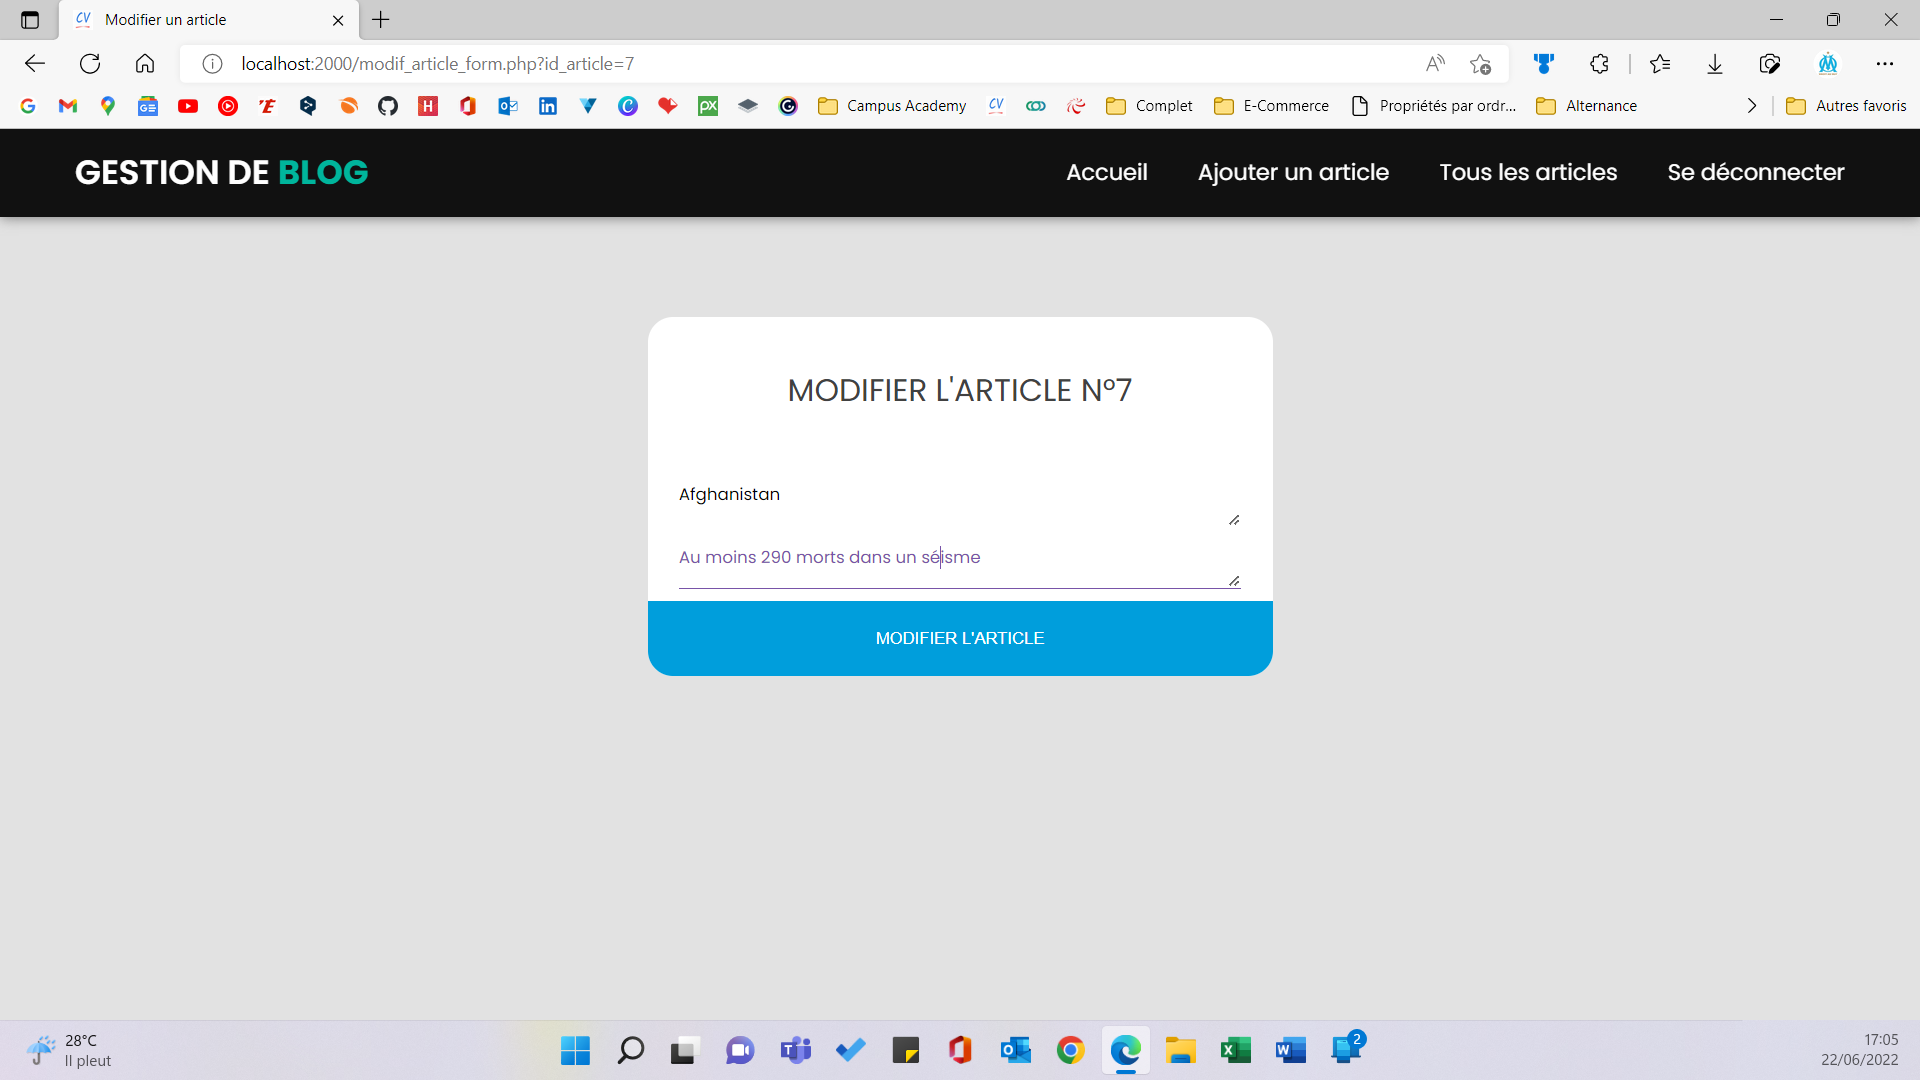 Modifier un article
localhost:2000/modif_article_form.php?id_article=7
Campus Academy
Complet
E-Commerce
Propriétés par ordr...
Alternance
Autres favoris
GESTION DE BLOG
Accueil
Ajouter un article
Tous les articles
Se déconnecter
MODIFIER L'ARTICLE N°7
Afghanistan
Au moins 290 morts dans un séisme
MODIFIER L'ARTICLE
28°C
Il pleut
2
17:05
22/06/2022